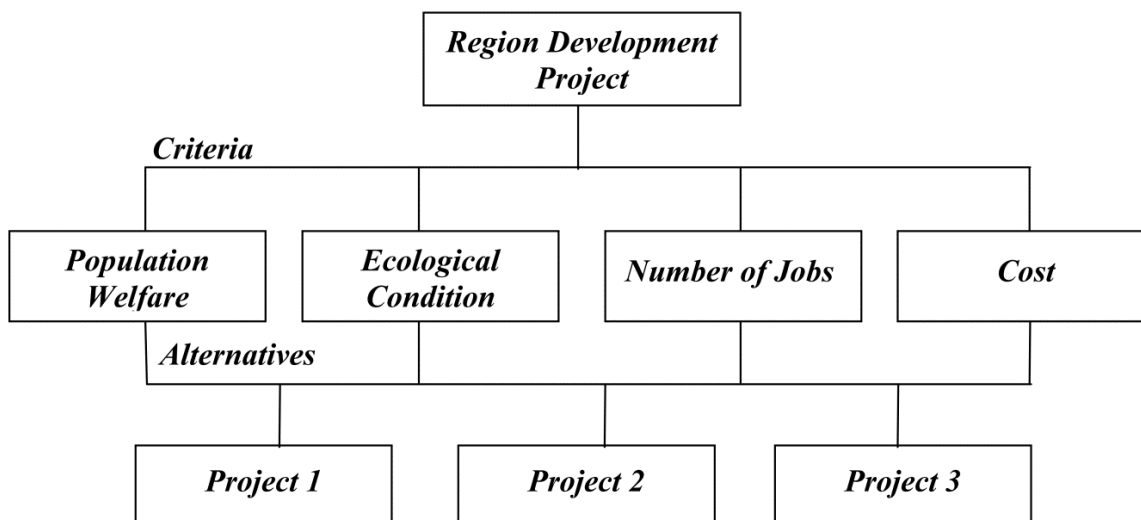 Region Development
Project
Criteria
Population
Welfare
Ecological
Condition
Number of Jobs
Cost
Alternatives
Project 1
Project 2
Project 3